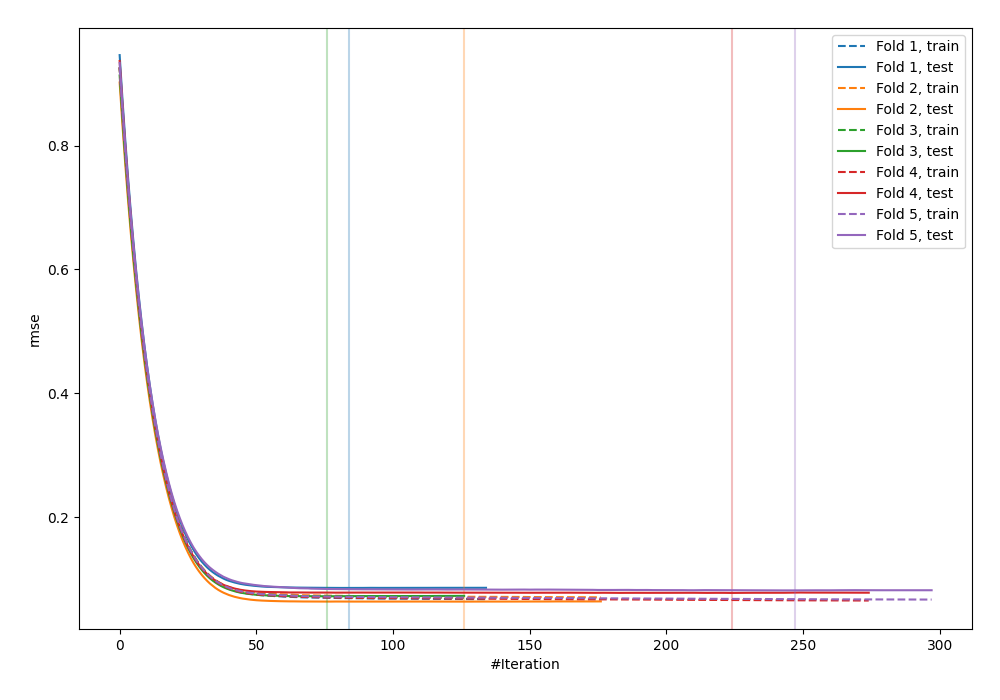 Fold 1, train
Fold 1, test
Fold 2, train
Fold 2, test
Fold 3, train
Fold 3, test
Fold 4, train
Fold 4, test
Fold 5, train
Fold 5, test
rmse
0.8
0.6
0.4
0.2
0 50 100 150 200 250 300
#Iteration